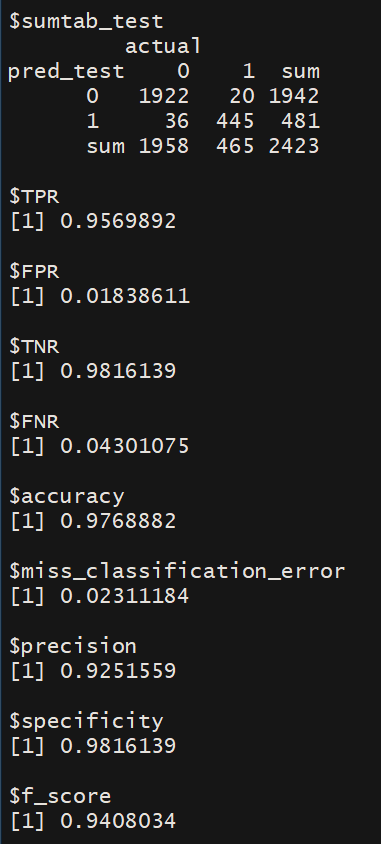 $sumtab_test
actual
pred_test 0 1 sum
0 1922 20 1942
1 36 445 481
sum 1958 465 2423
$TPR
[1] 0.9569892
$FPR
[1] 0.01838611
$TNR
[1] 0.9816139
$FNR
[1] 0.04301075
$accuracy
[1] 0.9768882
$miss_classification_error
[1] 0.02311184
$precision
[1] 0.9251559
$specificity
[1] 0.9816139
$f_score
[1] 0.9408034